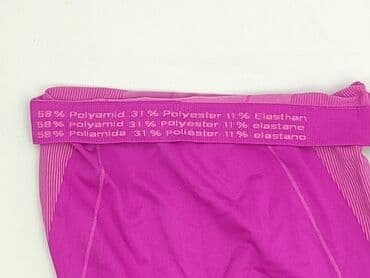 58% Polyamid 31% Polyester 11% Elasthan
58% Polyamid 31% Polyester 11% elastane
58% Poliamida 31% poliéster 11% elastano